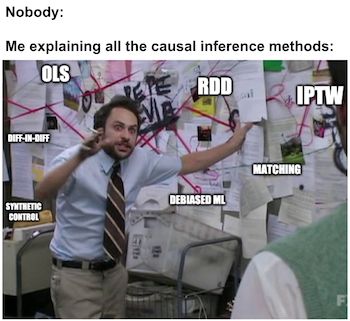 Nobody:
Me explaining all the causal inference methods:
OLS
RDD
IPTW
DIFF-IN-DIFF
MATCHING
DEBIASED ML
SYNTHETIC
CONTROL